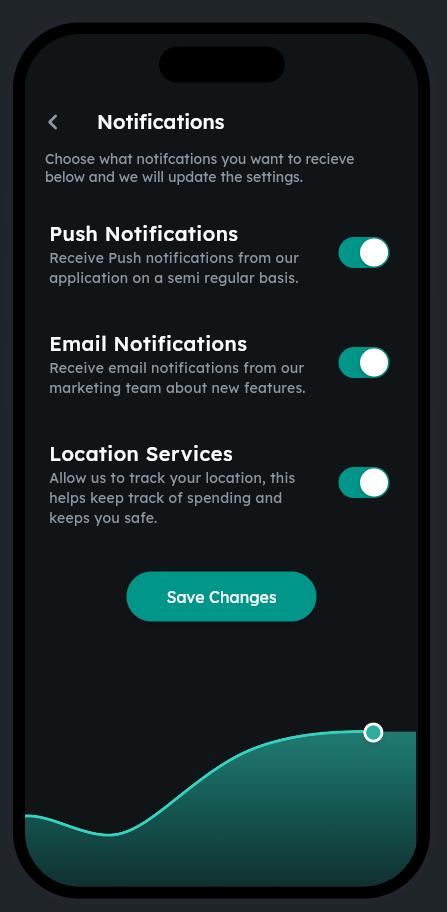 Notifications
Choose what notifcations you want to recieve
below and we will update the settings.
Push Notifications
Receive Push notifications from our
application on a semi regular basis.
Email Notifications
Receive email notifications from our
marketing team about new features.
Location Services
Allow us to track your location, this
helps keep track of spending and
keeps you safe.
Save Changes